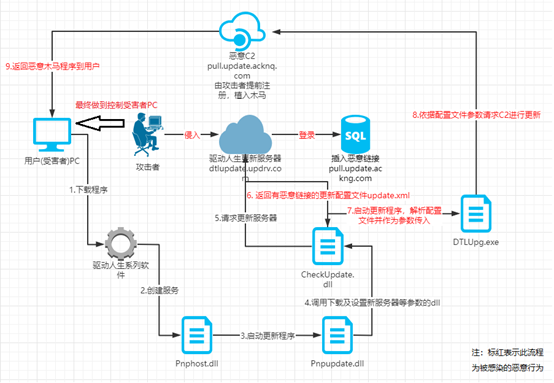 恶意C2
pull.update.acknq.
com
由攻击者提前注
册，植入木马
9.返回恶意木马程序到用户
最终做到控制受害者PC
侵入
登录
SQL
8.依据配置文件参数请求C2进行更新
用户(受害者)PC
攻击者
驱动人生更新服务器
dtlupdate.updrv.co
m
插入恶意链接
pull.update.ac
kng.com
1.下载程序
6. 返回有恶意链接的更新配置文件update.xml
5.请求更新服务器
7.启动更新程序，解析配置
文件并作为参数传入
DTLUpg.exe
驱动人生系列软
件
CheckUpdate.
dll
2.创建服务
4.调用下载及设置新服务器等参数的dll
3.启动更新程序
Pnphost.dll
Pnpupdate.dll
注：标红表示此流程
为被感染的恶意行为